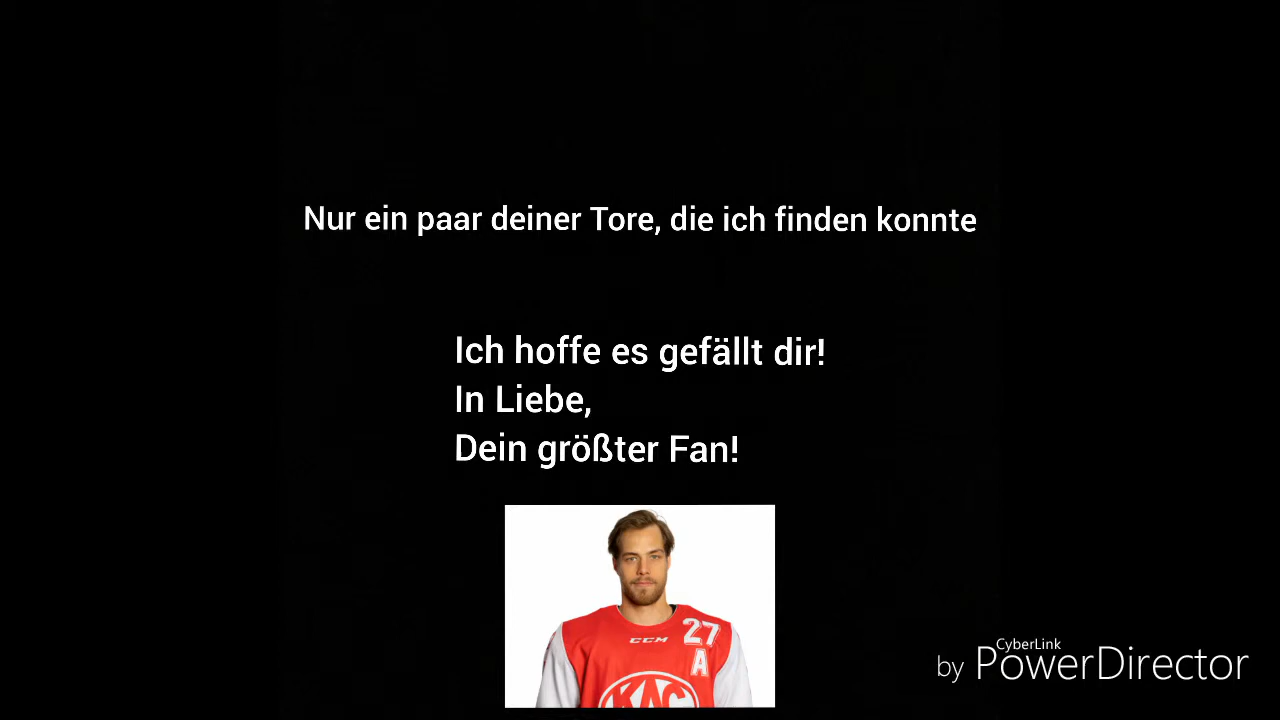 Nur ein paar deiner Tore, die ich finden konnte
Ich hoffe es gefällt dir!
In Liebe,
Dein größter Fan!
27
CCM
A
KAC
CyberLink
by PowerDirector